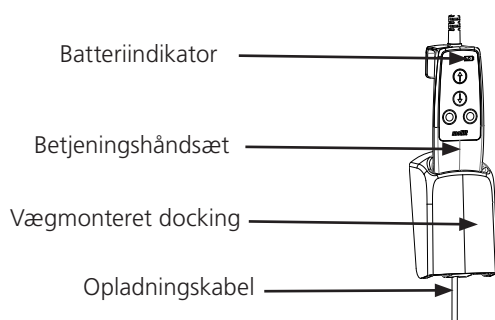 Batteriindikator
Betjeningshåndsæt
Vægmonteret docking
Opladningskabel